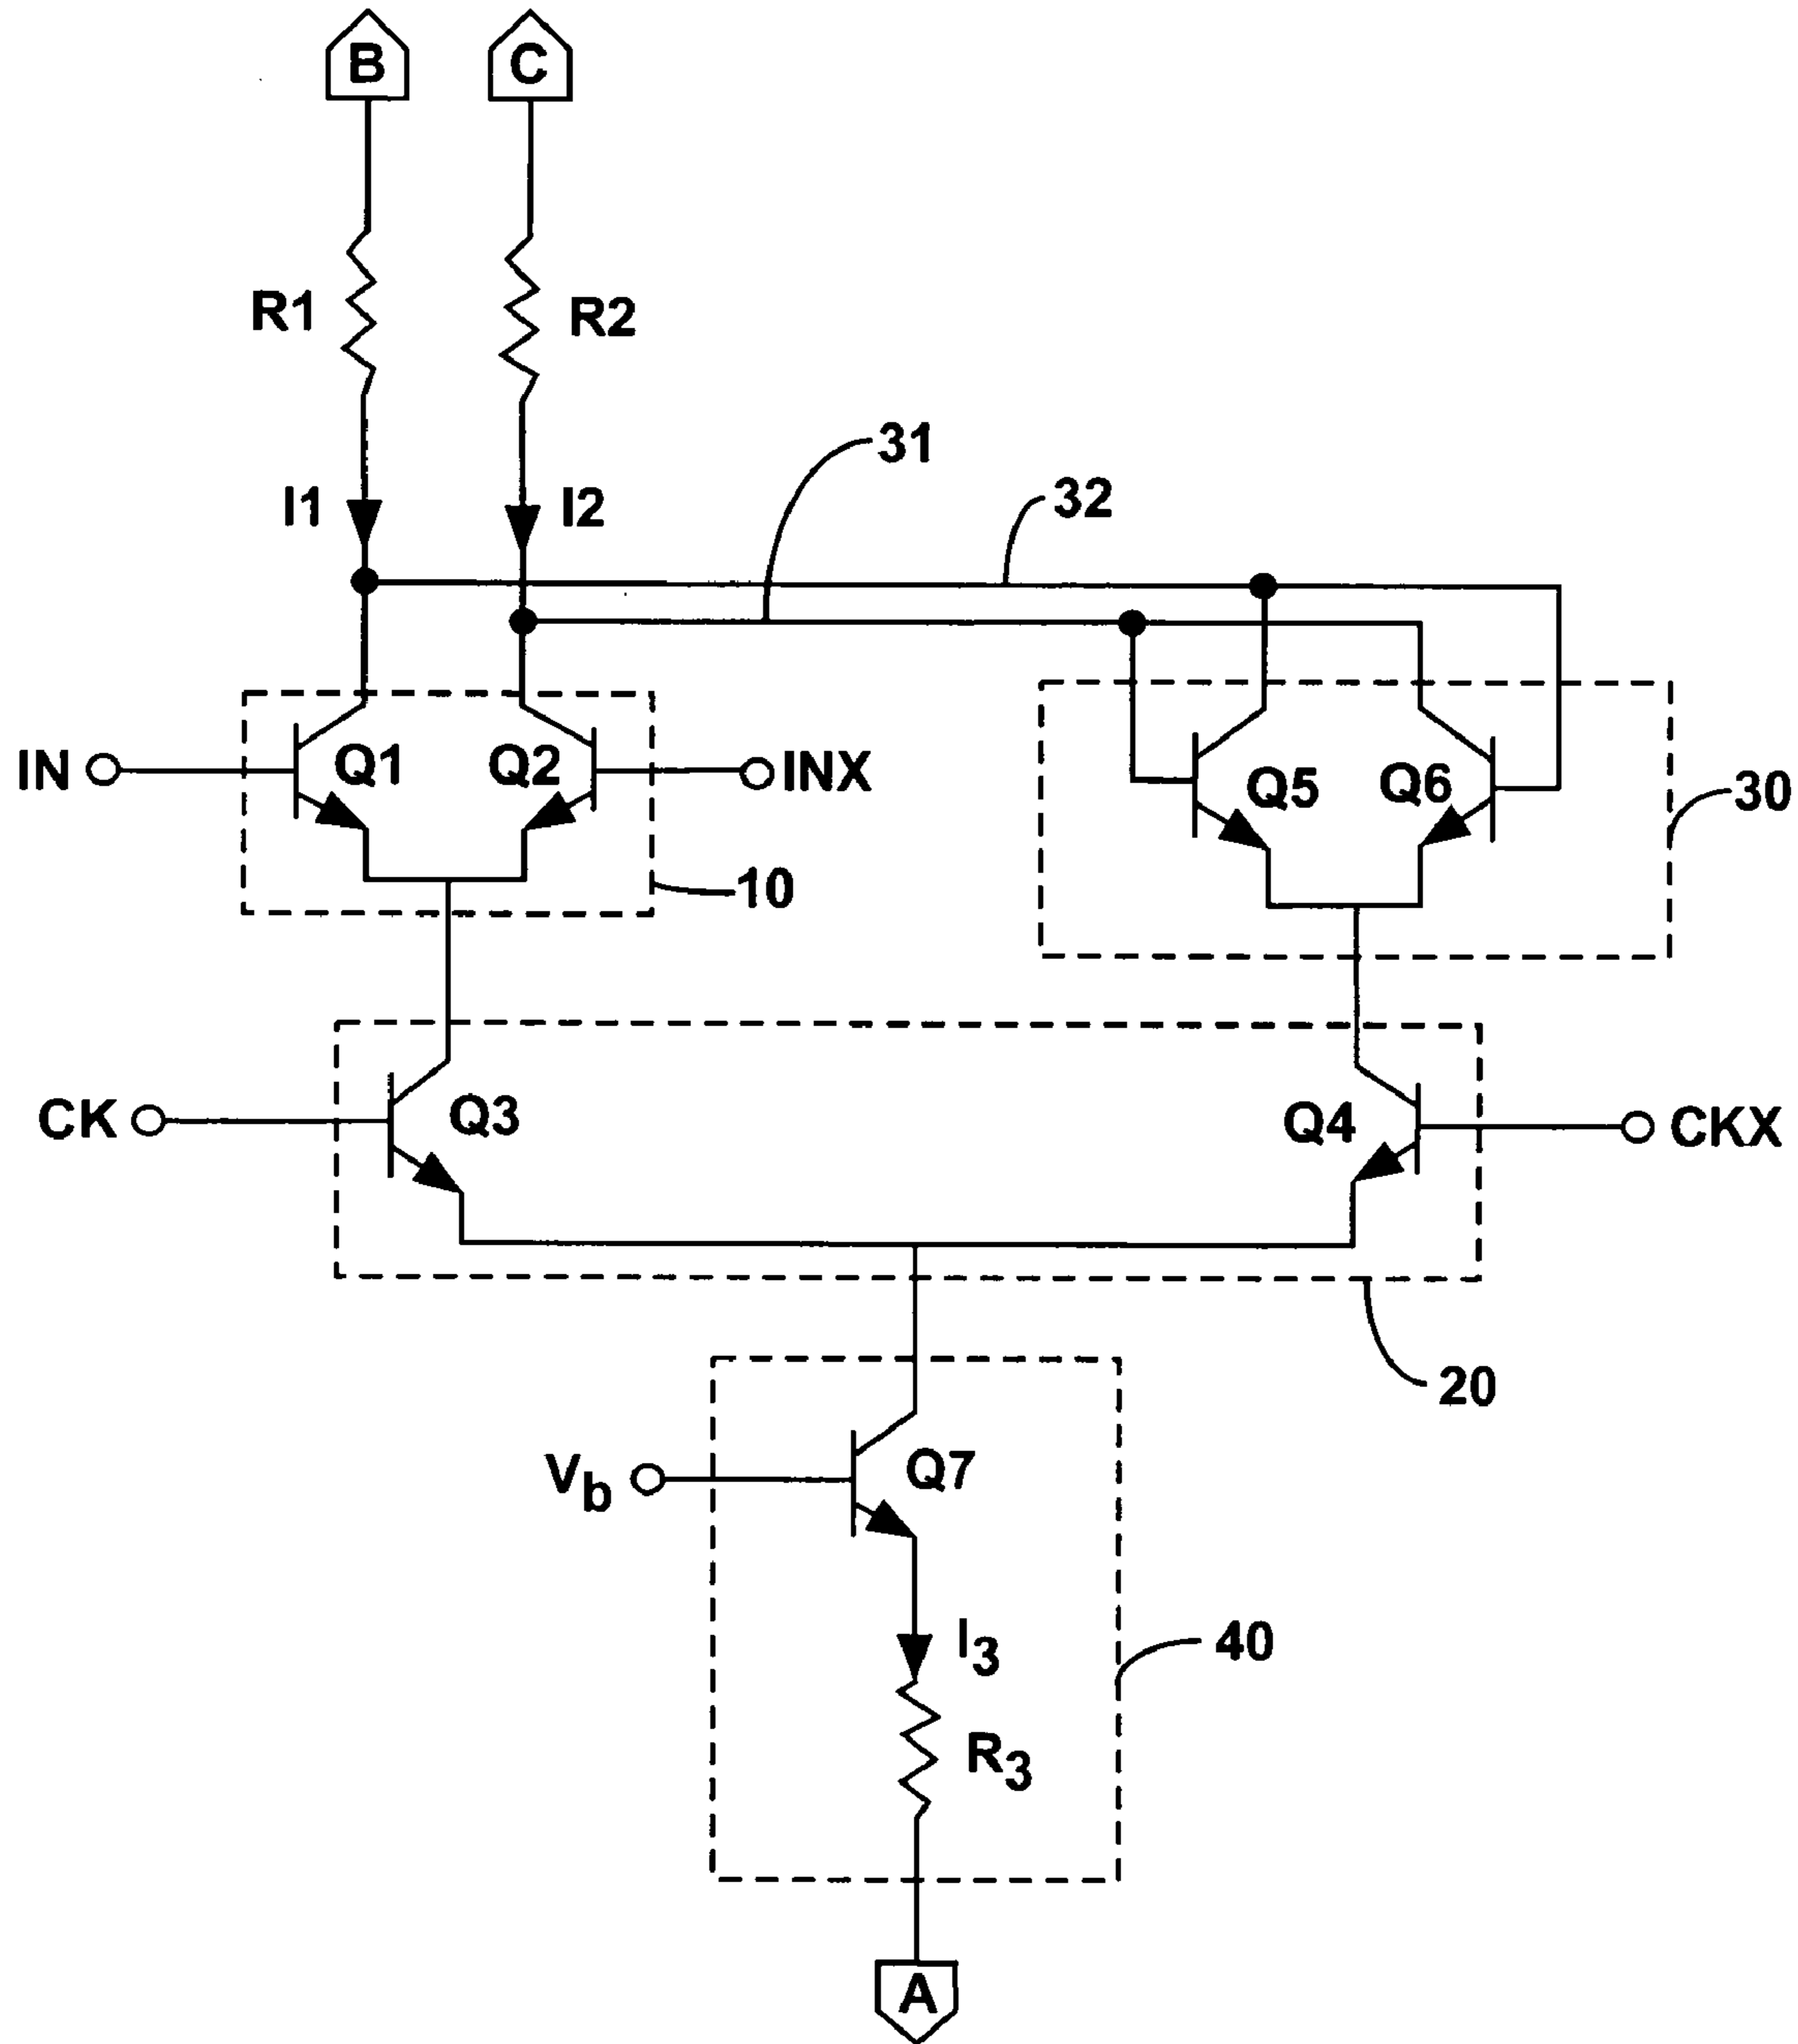 B C
R1 R2
31
I1 I2 32
IN Q1 Q2 INX Q5 Q6 30
10
CK Q3 Q4 CKX
20
Vb Q7
I3 40
R3
A